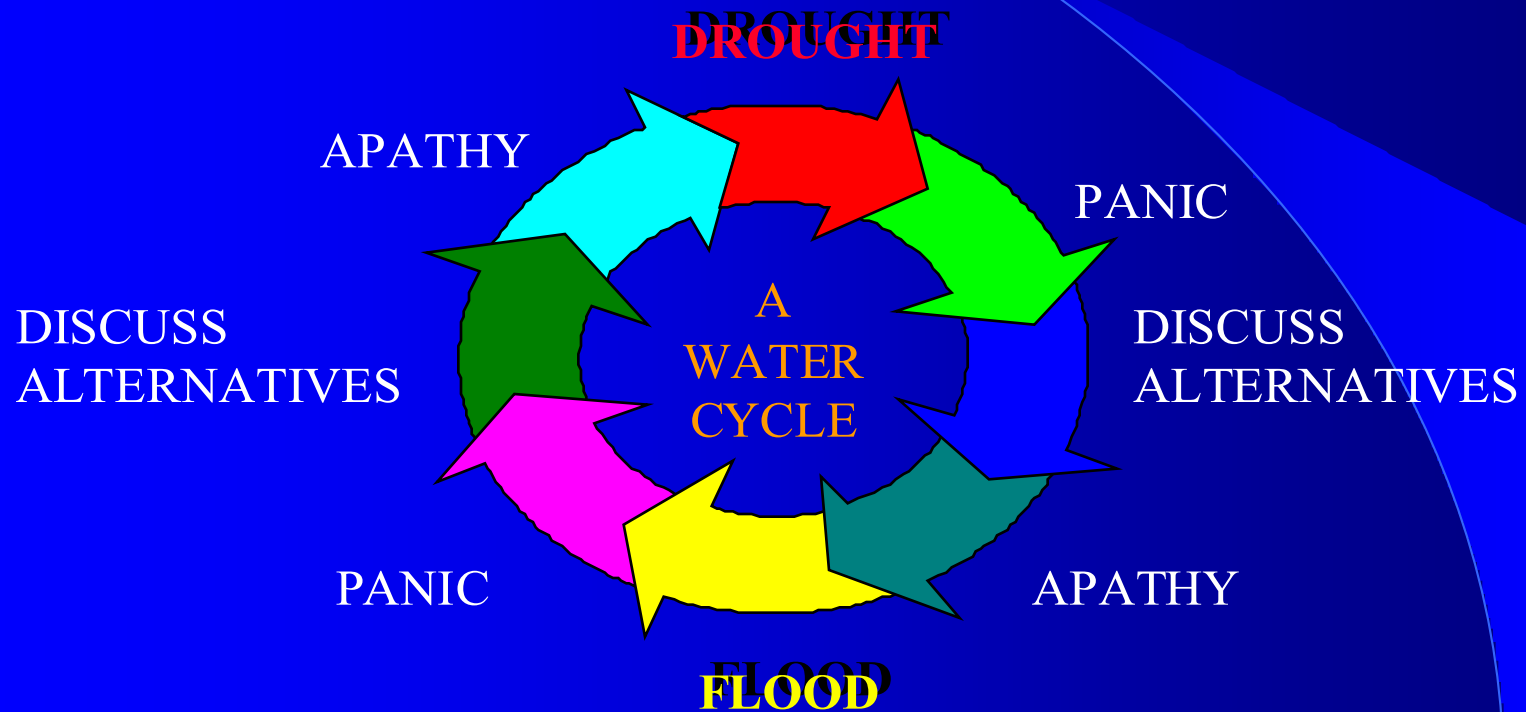 DROUGHT
APATHY
PANIC
DISCUSS
ALTERNATIVES
A
WATER
CYCLE
DISCUSS
ALTERNATIVES
PANIC
APATHY
FLOOD